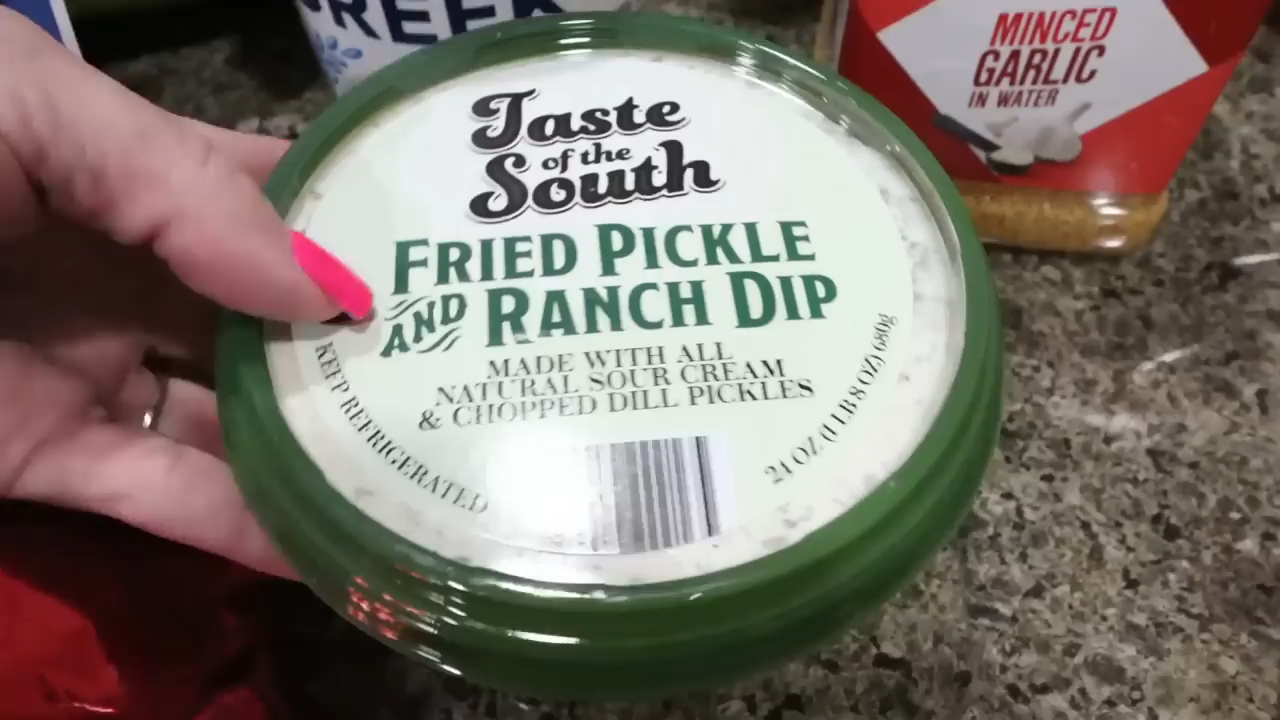 REEK
MINCED
GARLIC
IN WATER
Taste
of the
South
FRIED PICKLE
AND RANCH DIP
MADE WITH ALL
NATURAL SOUR CREAM
& CHOPPED DILL PICKLES
KEEP REFRIGERATED
24 OZ (1 LB 8 OZ) 680g